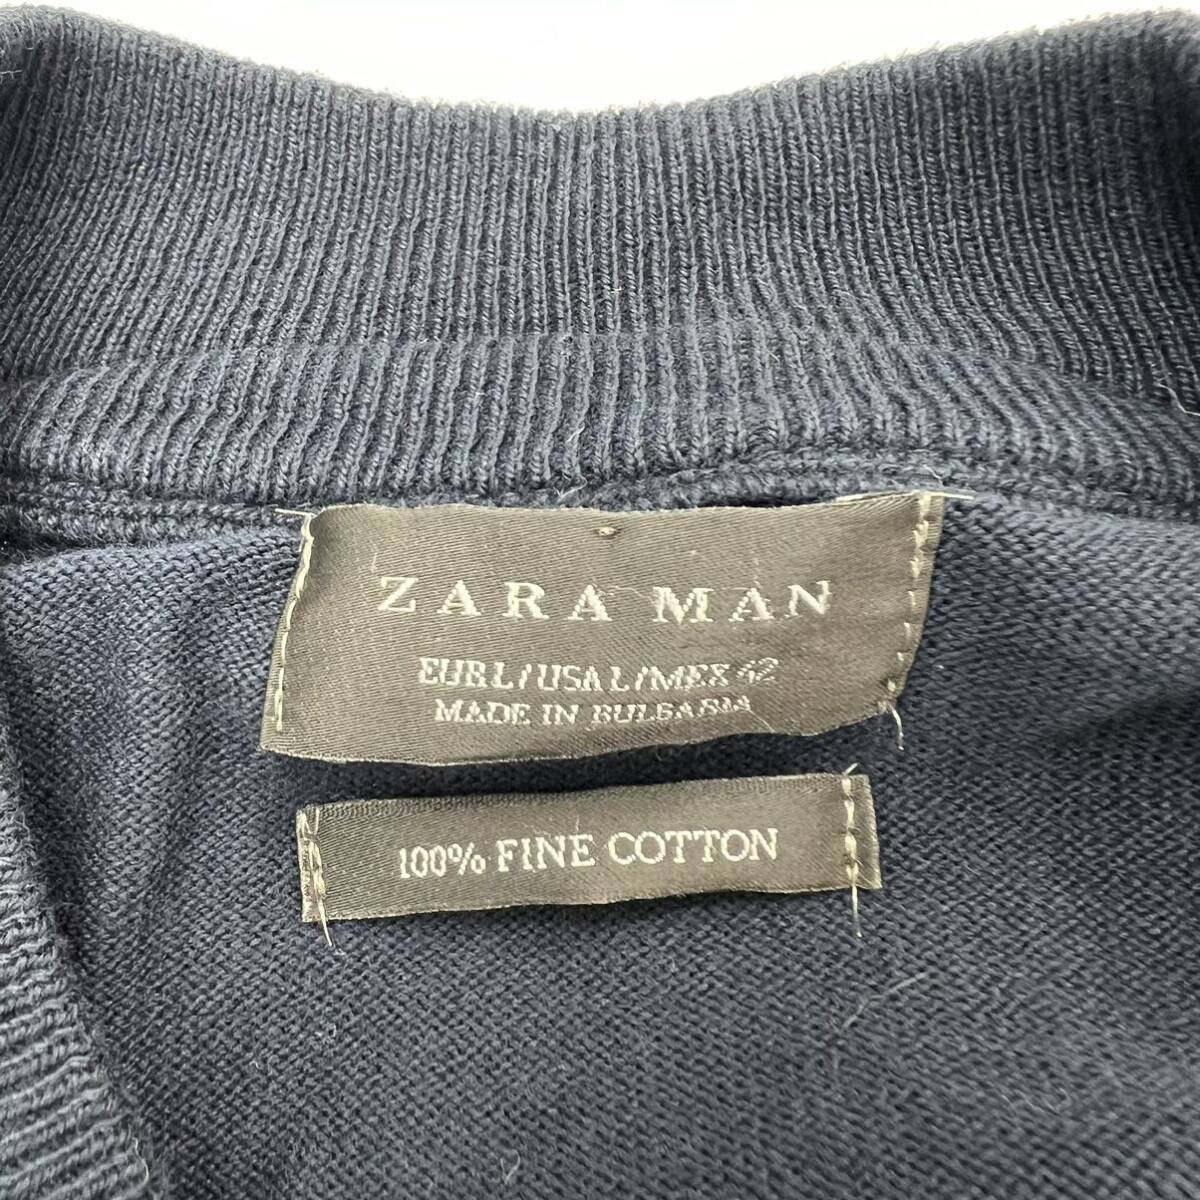 ZARA MAN
EUR L / USA L / MEX 42
MADE IN BULGARIA
100% FINE COTTON